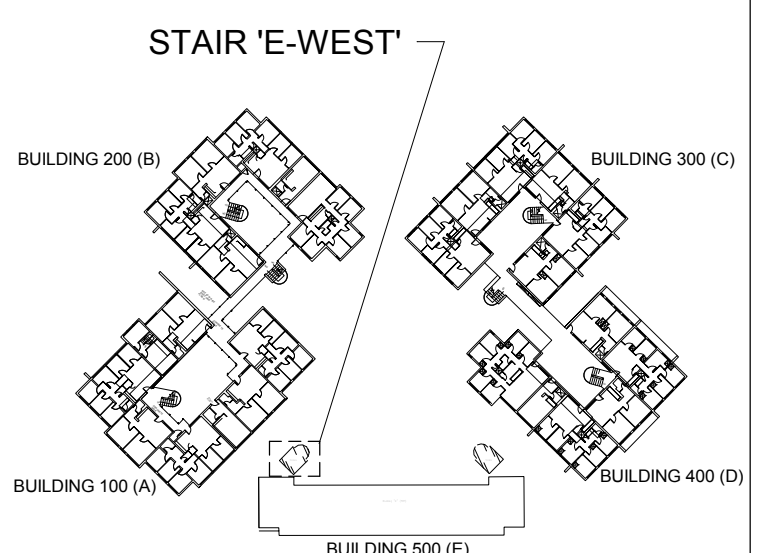 STAIR 'E-WEST'
BUILDING 200 (B)
BUILDING 300 (C)
BUILDING 100 (A)
BUILDING 400 (D)
BUILDING 500 (E)